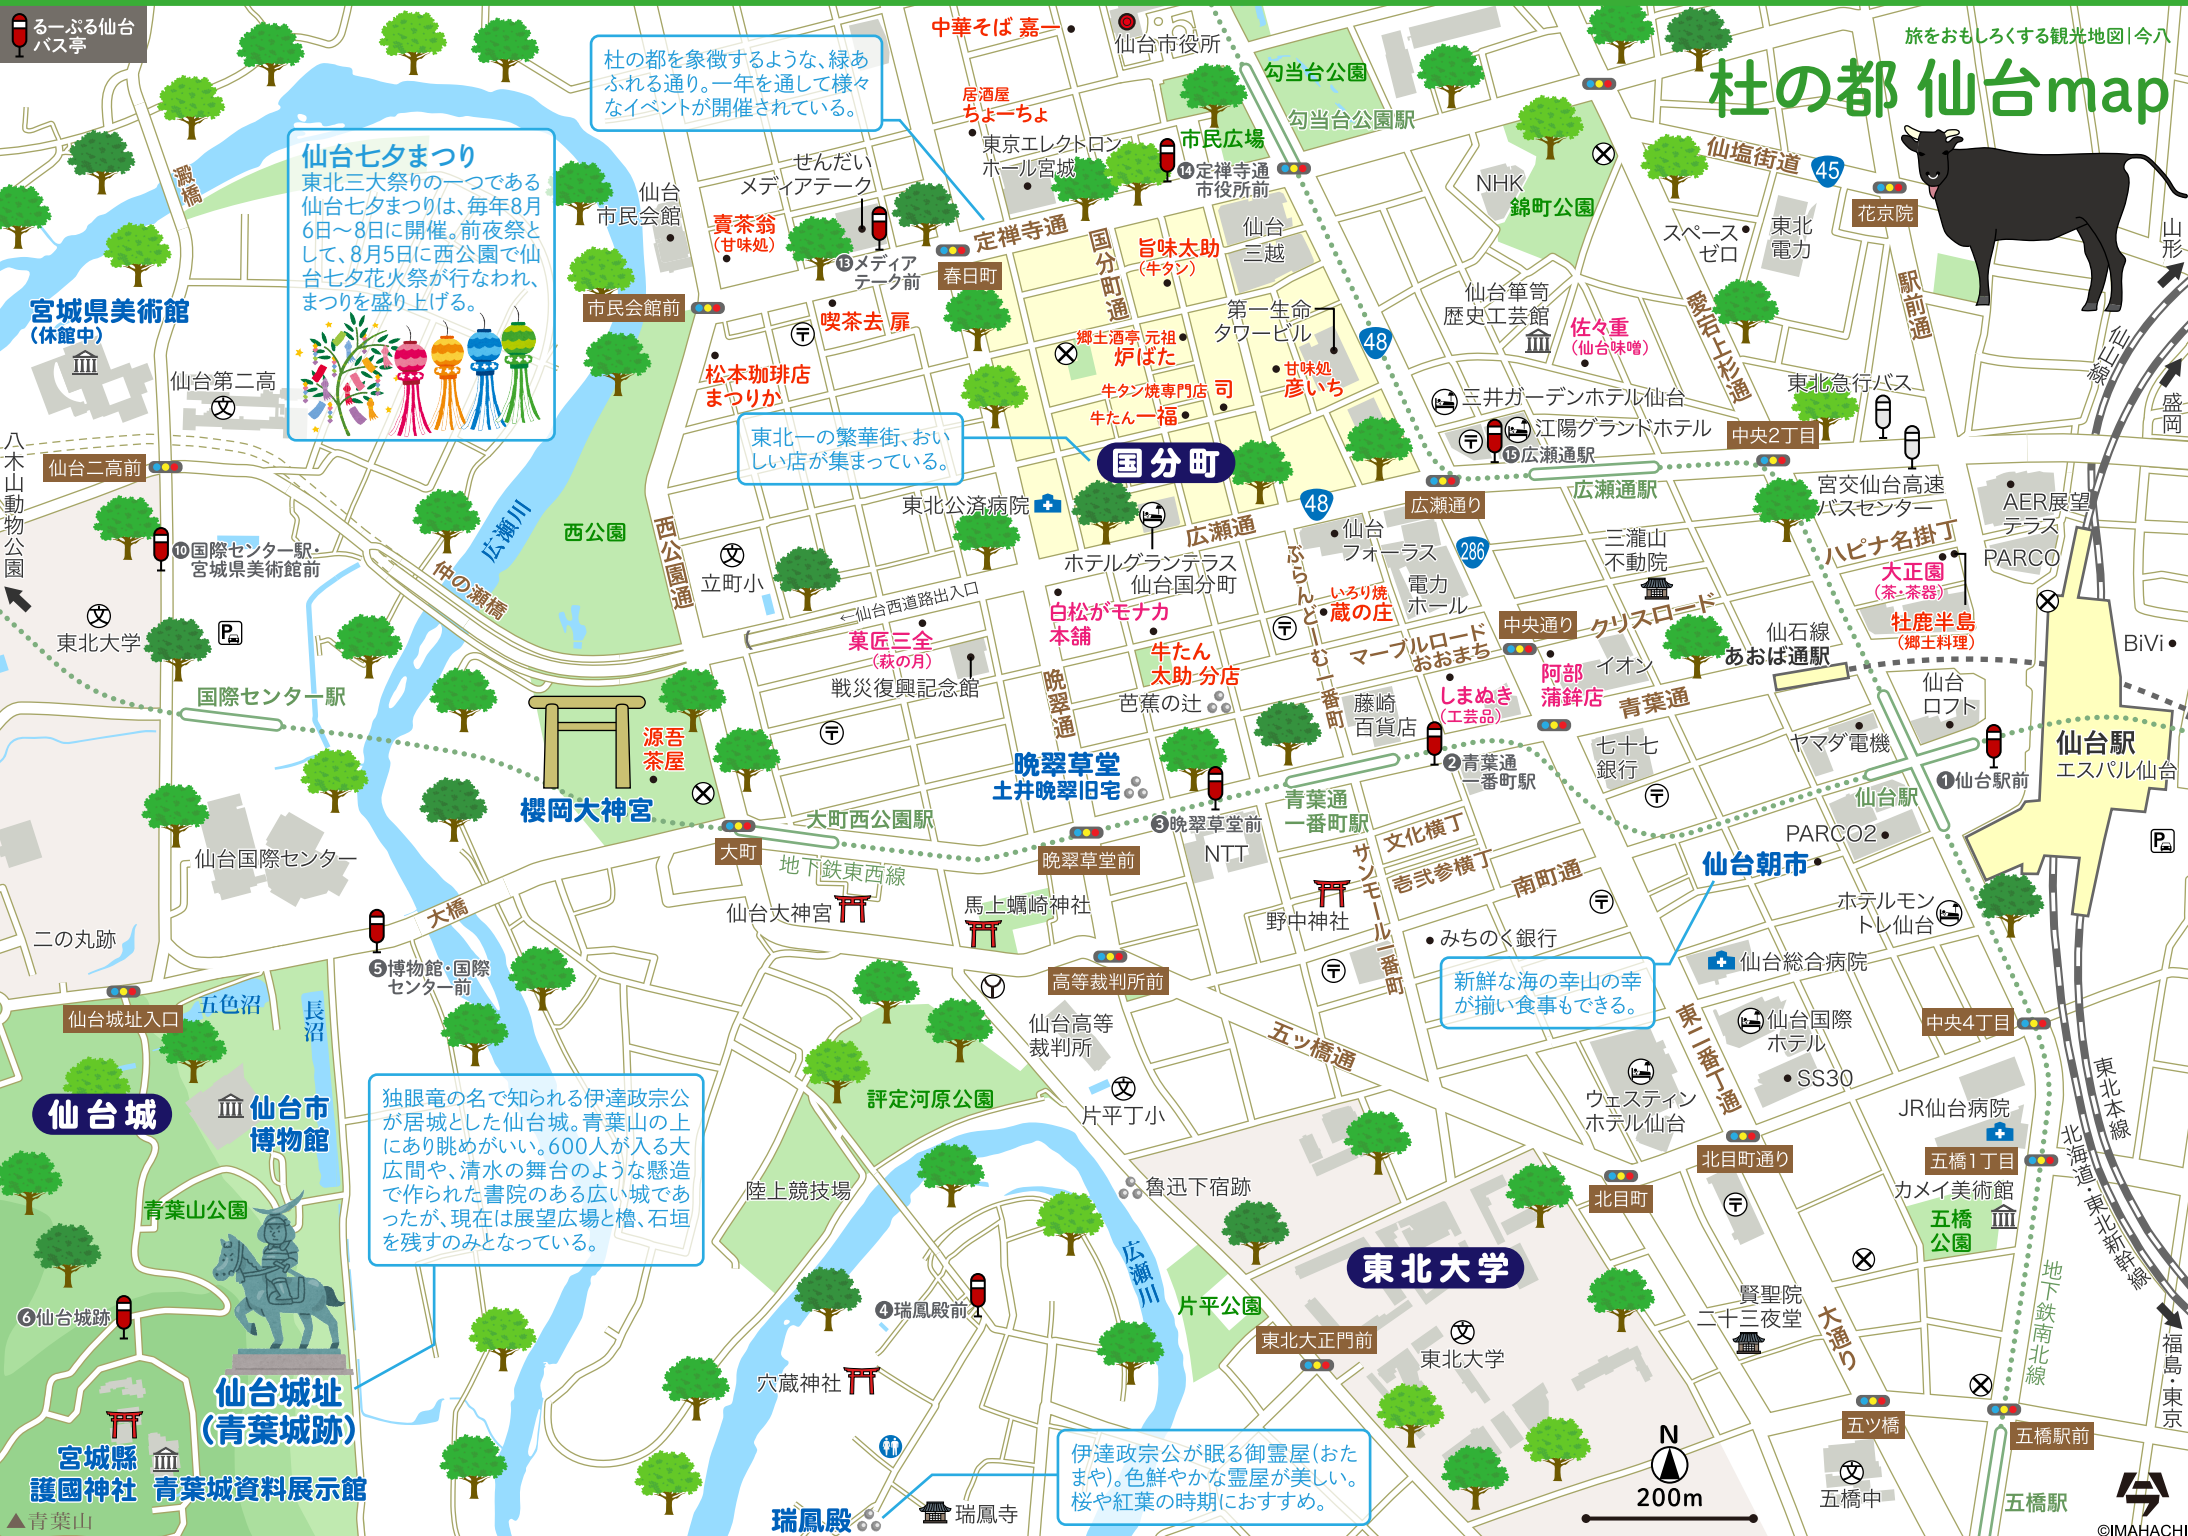 るーぷる仙台
バス亭
旅をおもしろくする観光地図|今八
杜の都 仙台map
杜の都を象徴するような、緑あ
ふれる通り。一年を通して様々
なイベントが開催されている。
中華そば 嘉一
仙台市役所
勾当台公園
勾当台公園駅
居酒屋
ちょーちょ
東京エレクトロン
ホール宮城
市民広場
⓮定禅寺通
市役所前
仙塩街道
45
花京院
山形
仙台七夕まつり
東北三大祭りの一つである
仙台七夕まつりは、毎年8月
6日〜8日に開催。前夜祭と
して、8月5日に西公園で仙
台七夕花火祭が行なわれ、
まつりを盛り上げる。
澱橋
せんだい
メディアテーク
仙台
市民会館
賣茶翁
(甘味処)
⓭メディア
テーク前
春日町
定禅寺通
国分町通
旨味太助
(牛タン)
仙台
三越
NHK
錦町公園
スペース
ゼロ
東北
電力
駅前通
宮城県美術館
(休館中)
市民会館前
喫茶去 扉
第一生命
タワービル
仙台箪笥
歴史工芸館
佐々重
(仙台味噌)
愛宕上杉通
仙山線
48
郷土酒亭 元祖
炉ばた
甘味処
彦いち
松本珈琲店
まつりか
牛タン焼専門店 司
牛たん一福
仙台第二高
文
三井ガーデンホテル仙台
江陽グランドホテル
⓯広瀬通駅
東北急行バス
中央2丁目
盛岡
東北一の繁華街、おい
しい店が集まっている。
国分町
八木山動物公園
仙台二高前
広瀬川
西公園
西公園通
東北公済病院
広瀬通
48
広瀬通り
広瀬通駅
宮交仙台高速
バスセンター
AER展望
テラス
PARCO
ハピナ名掛丁
❿国際センター駅・
宮城県美術館前
仲の瀬橋
文
立町小
ホテルグランテラス
仙台国分町
ぶらんどーむ一番町
仙台
フォーラス
286
電力
ホール
三瀧山
不動院
大正園
(茶・茶器)
牡鹿半島
(郷土料理)
文
東北大学
P
←仙台西道路出入口
菓匠三全
(萩の月)
戦災復興記念館
白松がモナカ
本舗
牛たん
太助 分店
いろり焼
蔵の庄
中央通り
クリスロード
マーブルロード
おおまち
阿部
蒲鉾店
イオン
仙石線
あおば通駅
BiVi
国際センター駅
晩翠通
芭蕉の辻
藤崎
百貨店
しまぬき
(工芸品)
青葉通
仙台
ロフト
源吾
茶屋
櫻岡大神宮
晩翠草堂
土井晩翠旧宅
❷青葉通
一番町駅
七十七
銀行
ヤマダ電機
仙台駅
エスパル仙台
❶仙台駅前
仙台駅
大町西公園駅
大町
地下鉄東西線
晩翠草堂前
❸晩翠草堂前
青葉通
一番町駅
NTT
文化横丁
サンモール一番町
壱弐参横丁
南町通
PARCO2
仙台朝市
仙台国際センター
仙台大神宮
馬上蠣崎神社
野中神社
みちのく銀行
ホテルモン
トレ仙台
P
二の丸跡
大橋
❺博物館・国際
センター前
高等裁判所前
新鮮な海の幸山の幸
が揃い食事もできる。
仙台総合病院
仙台城址入口
五色沼
長沼
仙台高等
裁判所
五ッ橋通
東二番丁通
仙台国際
ホテル
中央4丁目
SS30
ウェスティン
ホテル仙台
仙台城
仙台市
博物館
独眼竜の名で知られる伊達政宗公
が居城とした仙台城。青葉山の上
にあり眺めがいい。600人が入る大
広間や、清水の舞台のような懸造
で作られた書院のある広い城であ
ったが、現在は展望広場と櫓、石垣
を残すのみとなっている。
評定河原公園
文
片平丁小
JR仙台病院
東北本線
北海道・東北新幹線
北目町通り
五橋1丁目
青葉山公園
陸上競技場
魯迅下宿跡
北目町
カメイ美術館
五橋
公園
広瀬川
東北大学
❻仙台城跡
❹瑞鳳殿前
片平公園
賢聖院
二十三夜堂
大通り
地下鉄南北線
福島・東京
仙台城址
(青葉城跡)
東北大正門前
文
東北大学
穴蔵神社
五ツ橋
五橋駅前
宮城縣
護國神社
青葉城資料展示館
▲青葉山
瑞鳳殿
瑞鳳寺
伊達政宗公が眠る御霊屋(おた
まや)。色鮮やかな霊屋が美しい。
桜や紅葉の時期におすすめ。
N
200m
文
五橋中
五橋駅
©IMAHACHI